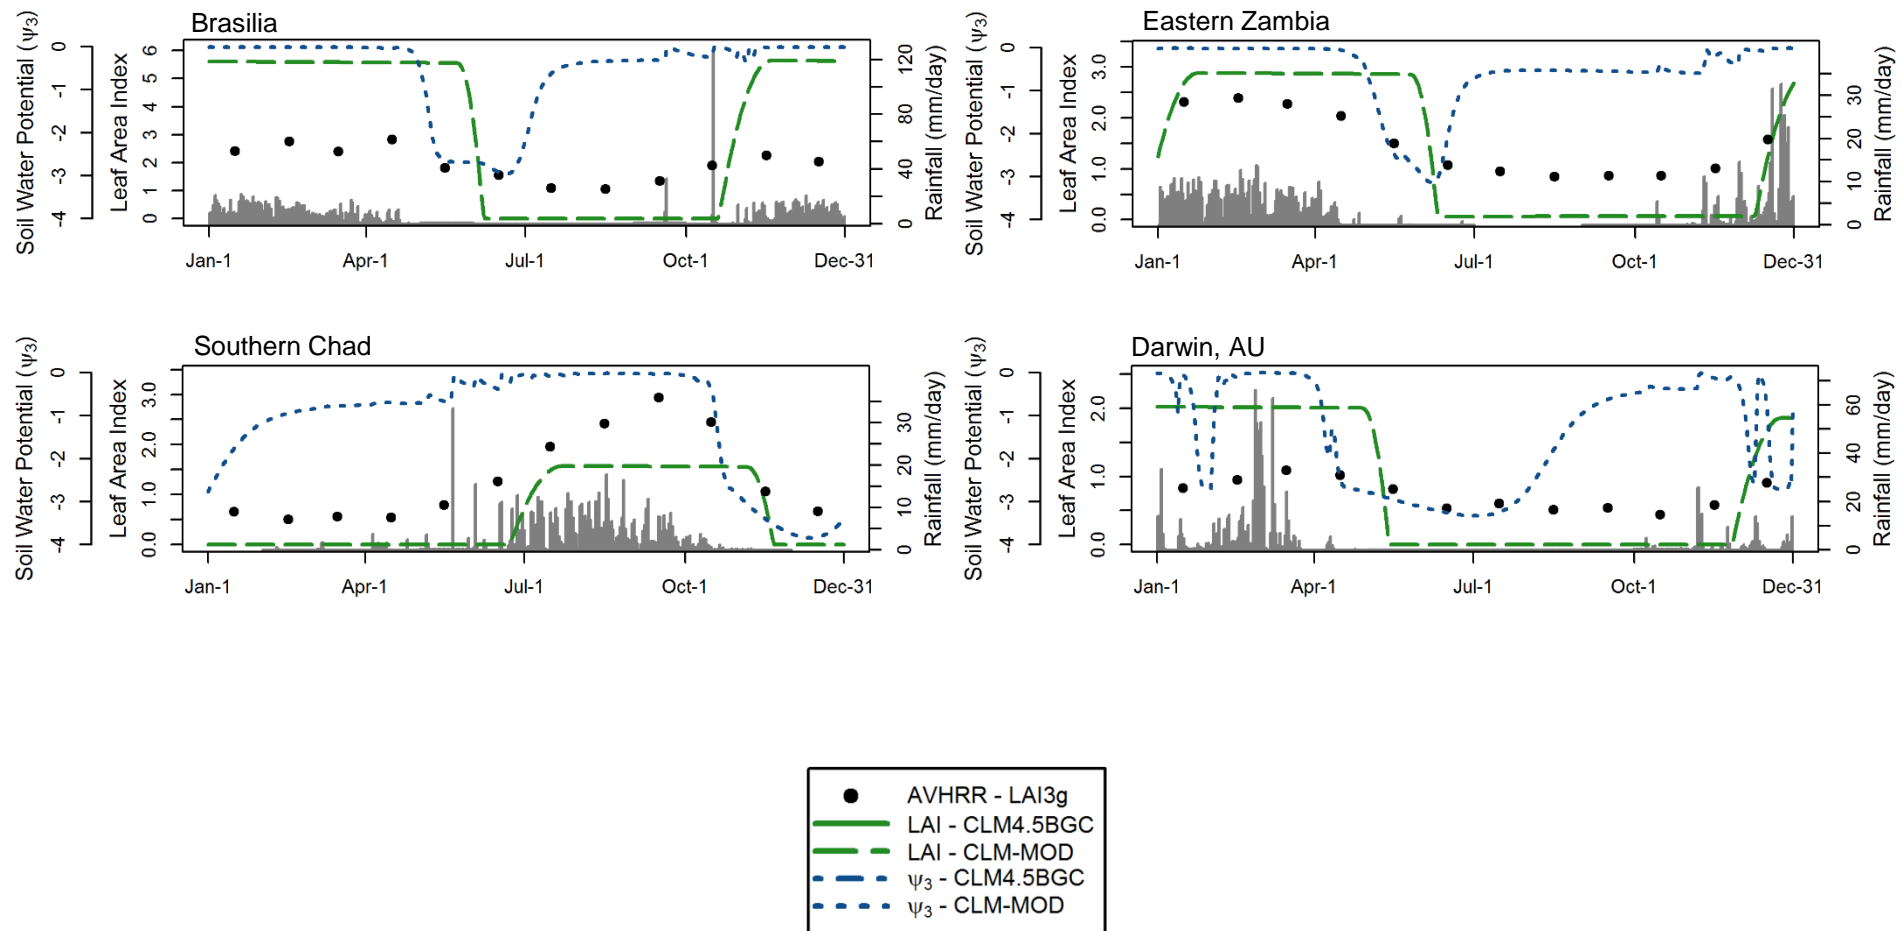 Brasilia
Soil Water Potential (ψ3)
0
-1
-2
-3
-4
Leaf Area Index
6
5
4
3
2
1
0
120
80
40
0
Rainfall (mm/day)
Jan-1 Apr-1 Jul-1 Oct-1 Dec-31
Eastern Zambia
Soil Water Potential (ψ3)
0
-1
-2
-3
-4
Leaf Area Index
3.0
2.0
1.0
0.0
30
20
10
0
Rainfall (mm/day)
Jan-1 Apr-1 Jul-1 Oct-1 Dec-31
Southern Chad
Soil Water Potential (ψ3)
0
-1
-2
-3
-4
Leaf Area Index
3.0
2.0
1.0
0.0
30
20
10
0
Rainfall (mm/day)
Jan-1 Apr-1 Jul-1 Oct-1 Dec-31
Darwin, AU
Soil Water Potential (ψ3)
0
-1
-2
-3
-4
Leaf Area Index
2.0
1.0
0.0
60
40
20
0
Rainfall (mm/day)
Jan-1 Apr-1 Jul-1 Oct-1 Dec-31
AVHRR - LAI3g
LAI - CLM4.5BGC
LAI - CLM-MOD
ψ3 - CLM4.5BGC
ψ3 - CLM-MOD